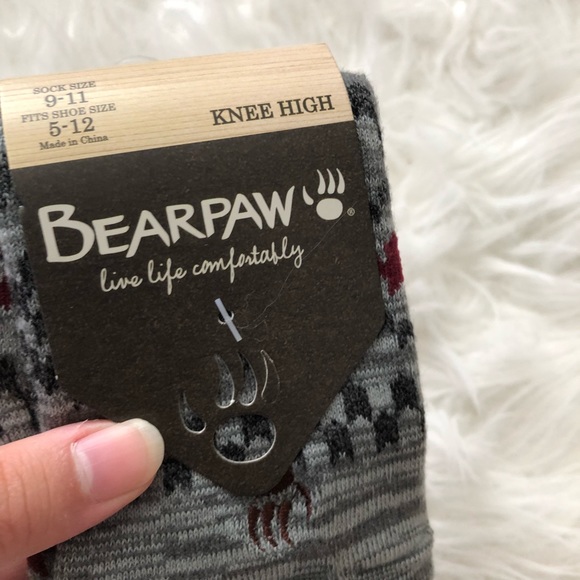 SOCK SIZE
9-11
FITS SHOE SIZE
5-12
Made in China
KNEE HIGH
BEARPAW®
live life comfortably